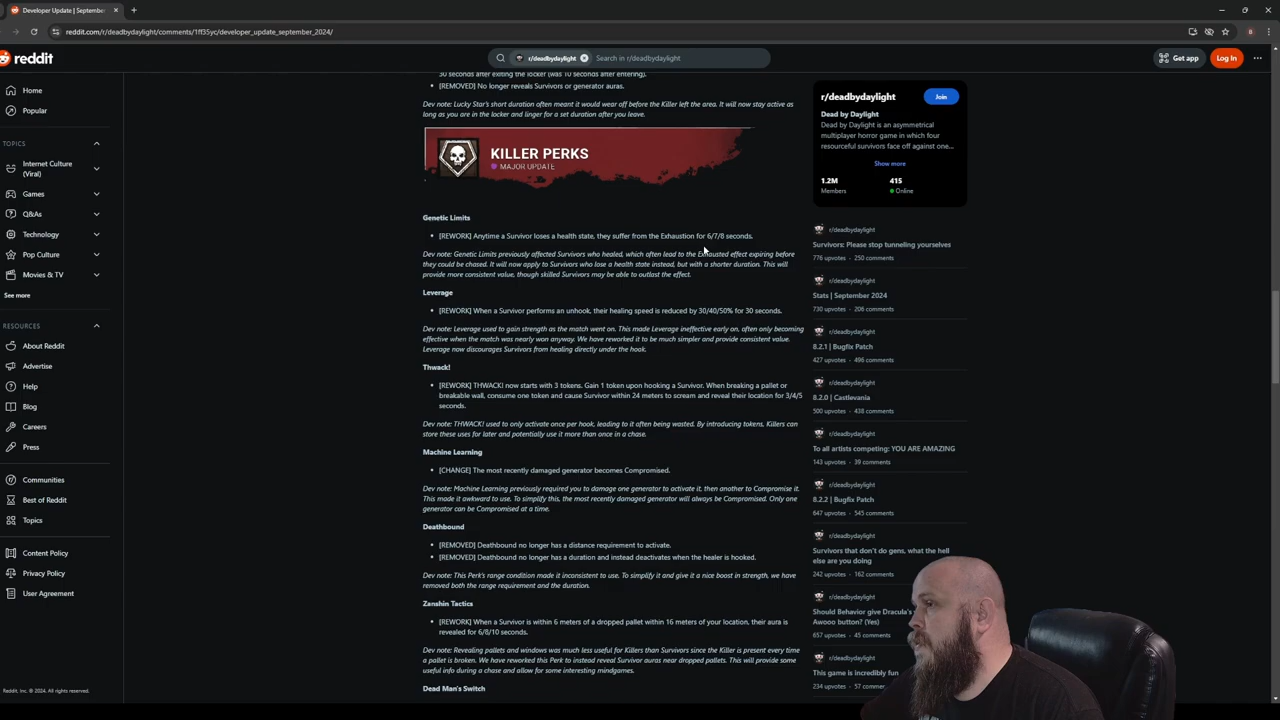 Developer Update | September
reddit.com/r/deadbydaylight/comments/1ff35yc/developer_update_september_2024/
reddit
r/deadbydaylight
Search in r/deadbydaylight
Get app
Log In
Home
Popular
TOPICS
Internet Culture
(Viral)
Games
Q&As
Technology
Pop Culture
Movies & TV
See more
RESOURCES
About Reddit
Advertise
Help
Blog
Careers
Press
Communities
Best of Reddit
Topics
Content Policy
Privacy Policy
User Agreement
Reddit, Inc. © 2024. All rights reserved.
30 seconds after exiting the locker (was 10 seconds after entering).
• [REMOVED] No longer reveals Survivors or generator auras.
Dev note: Lucky Star's short duration often meant it would wear off before the Killer left the area. It will now stay active as
long as you are in the locker and linger for a set duration after you leave.
KILLER PERKS
MAJOR UPDATE
Genetic Limits
• [REWORK] Anytime a Survivor loses a health state, they suffer from the Exhaustion for 6/7/8 seconds.
Dev note: Genetic Limits previously affected Survivors who healed, which often lead to the Exhausted effect expiring before
they could be chased. It will now apply to Survivors who lose a health state instead, but with a shorter duration. This will
provide more consistent value, though skilled Survivors may be able to outlast the effect.
Leverage
• [REWORK] When a Survivor performs an unhook, their healing speed is reduced by 30/40/50% for 30 seconds.
Dev note: Leverage used to gain strength as the match went on. This made Leverage ineffective early on, often only becoming
effective when the match was nearly won anyway. We have reworked it to be much simpler and provide consistent value.
Leverage now discourages Survivors from healing directly under the hook.
Thwack!
• [REWORK] THWACK! now starts with 3 tokens. Gain 1 token upon hooking a Survivor. When breaking a pallet or
breakable wall, consume one token and cause Survivor within 24 meters to scream and reveal their location for 3/4/5
seconds.
Dev note: THWACK! used to only activate once per hook, leading to it often being wasted. By introducing tokens, Killers can
store these uses for later and potentially use it more than once in a chase.
Machine Learning
• [CHANGE] The most recently damaged generator becomes Compromised.
Dev note: Machine Learning previously required you to damage one generator to activate it, then another to Compromise it.
This made it awkward to use. To simplify this, the most recently damaged generator will always be Compromised. Only one
generator can be Compromised at a time.
Deathbound
• [REMOVED] Deathbound no longer has a distance requirement to activate.
• [REMOVED] Deathbound no longer has a duration and instead deactivates when the healer is hooked.
Dev note: This Perk's range condition made it inconsistent to use. To simplify it and give it a nice boost in strength, we have
removed both the range requirement and the duration.
Zanshin Tactics
• [REWORK] When a Survivor is within 6 meters of a dropped pallet within 16 meters of your location, their aura is
revealed for 6/8/10 seconds.
Dev note: Revealing pallets and windows was much less useful for Killers than Survivors since the Killer is present every time
a pallet is broken. We have reworked this Perk to instead reveal Survivor auras near dropped pallets. This will provide some
useful info during a chase and allow for some interesting mindgames.
Dead Man's Switch
r/deadbydaylight
Join
Dead by Daylight
Dead by Daylight is an asymmetrical
multiplayer horror game in which four
resourceful survivors face off against one...
Show more
1.2M
415
Members
Online
r/deadbydaylight
Survivors: Please stop tunneling yourselves
776 upvotes · 250 comments
r/deadbydaylight
Stats | September 2024
730 upvotes · 206 comments
r/deadbydaylight
8.2.1 | Bugfix Patch
427 upvotes · 496 comments
r/deadbydaylight
8.2.0 | Castlevania
500 upvotes · 438 comments
r/deadbydaylight
To all artists competing: YOU ARE AMAZING
143 upvotes · 39 comments
r/deadbydaylight
8.2.2 | Bugfix Patch
647 upvotes · 545 comments
r/deadbydaylight
Survivors that don't do gens, what the hell
else are you doing
242 upvotes · 162 comments
r/deadbydaylight
Should Behavior give Dracula's
Awooo button? (Yes)
657 upvotes · 45 comments
r/deadbydaylight
This game is incredibly fun
234 upvotes · 57